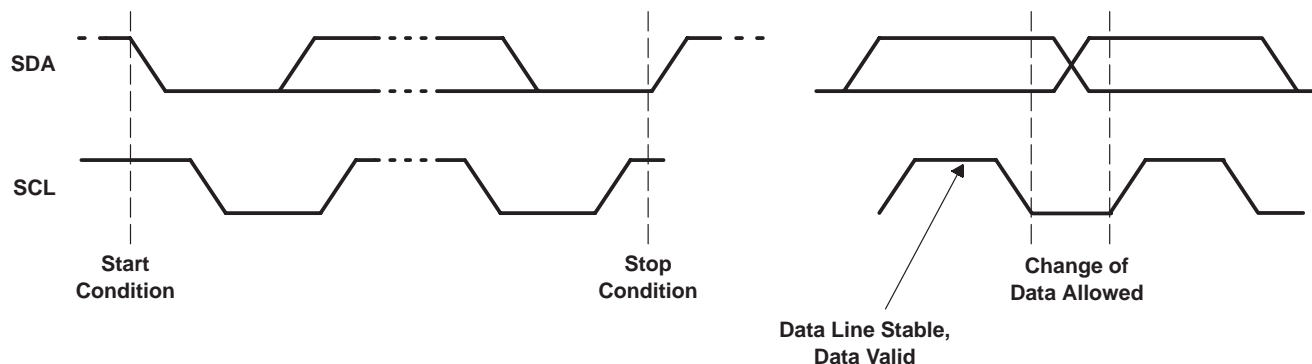 SDA
SCL
Start
Condition
Stop
Condition
Change of
Data Allowed
Data Line Stable,
Data Valid